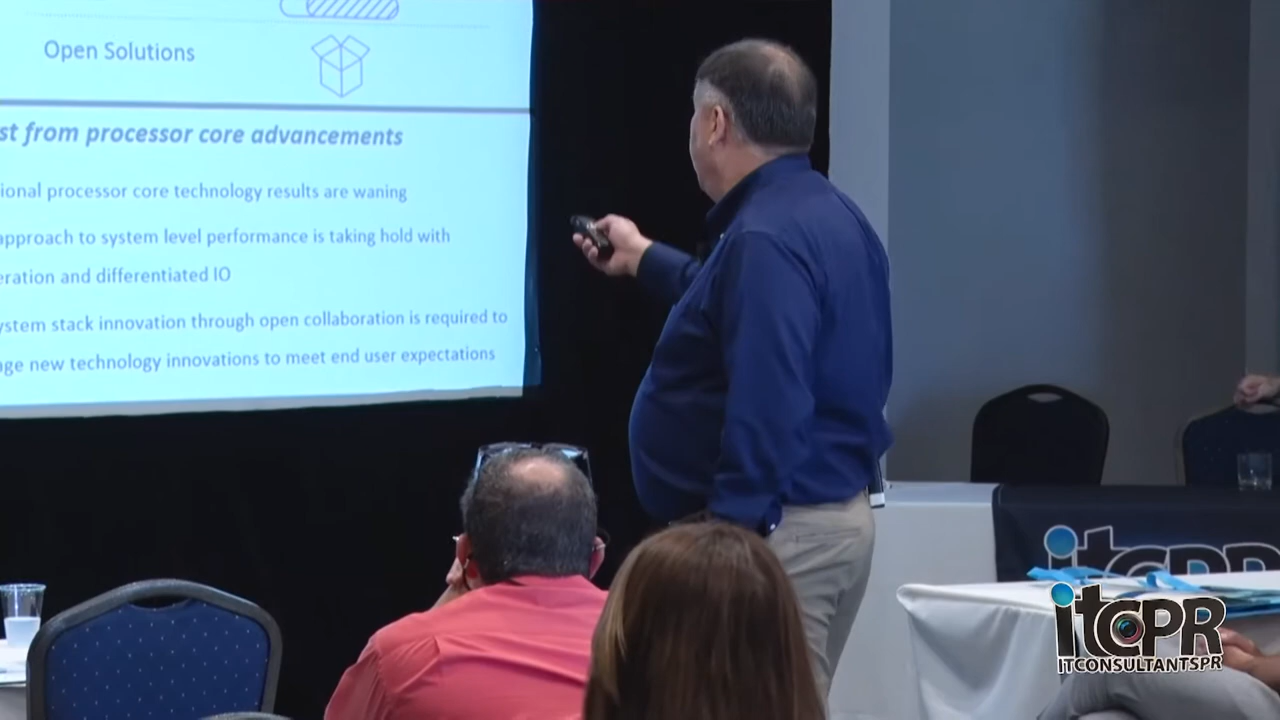 Open Solutions
st from processor core advancements
ional processor core technology results are waning
approach to system level performance is taking hold with
eration and differentiated IO
ystem stack innovation through open collaboration is required to
age new technology innovations to meet end user expectations
itCPR
itCPR
ITCONSULTANTSPR